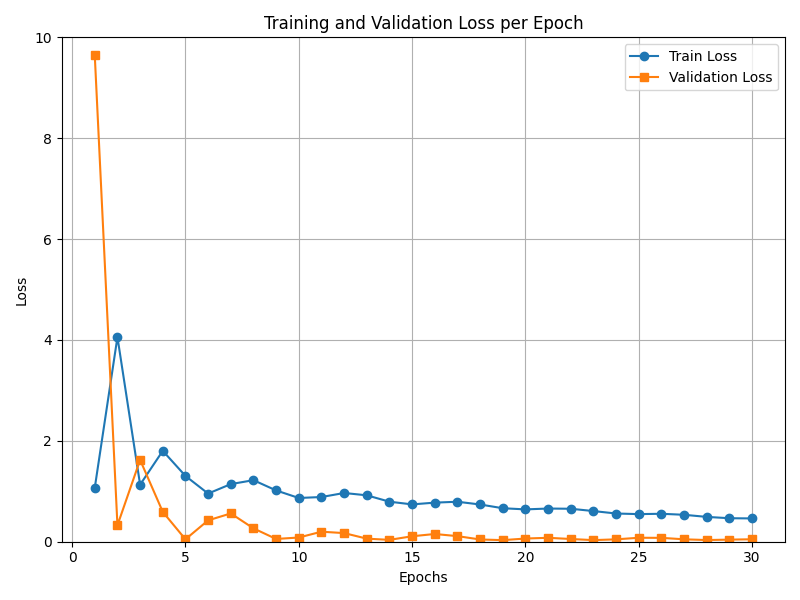 Training and Validation Loss per Epoch
Train Loss
Validation Loss
10
8
6
4
2
0
Loss
0 5 10 15 20 25 30
Epochs